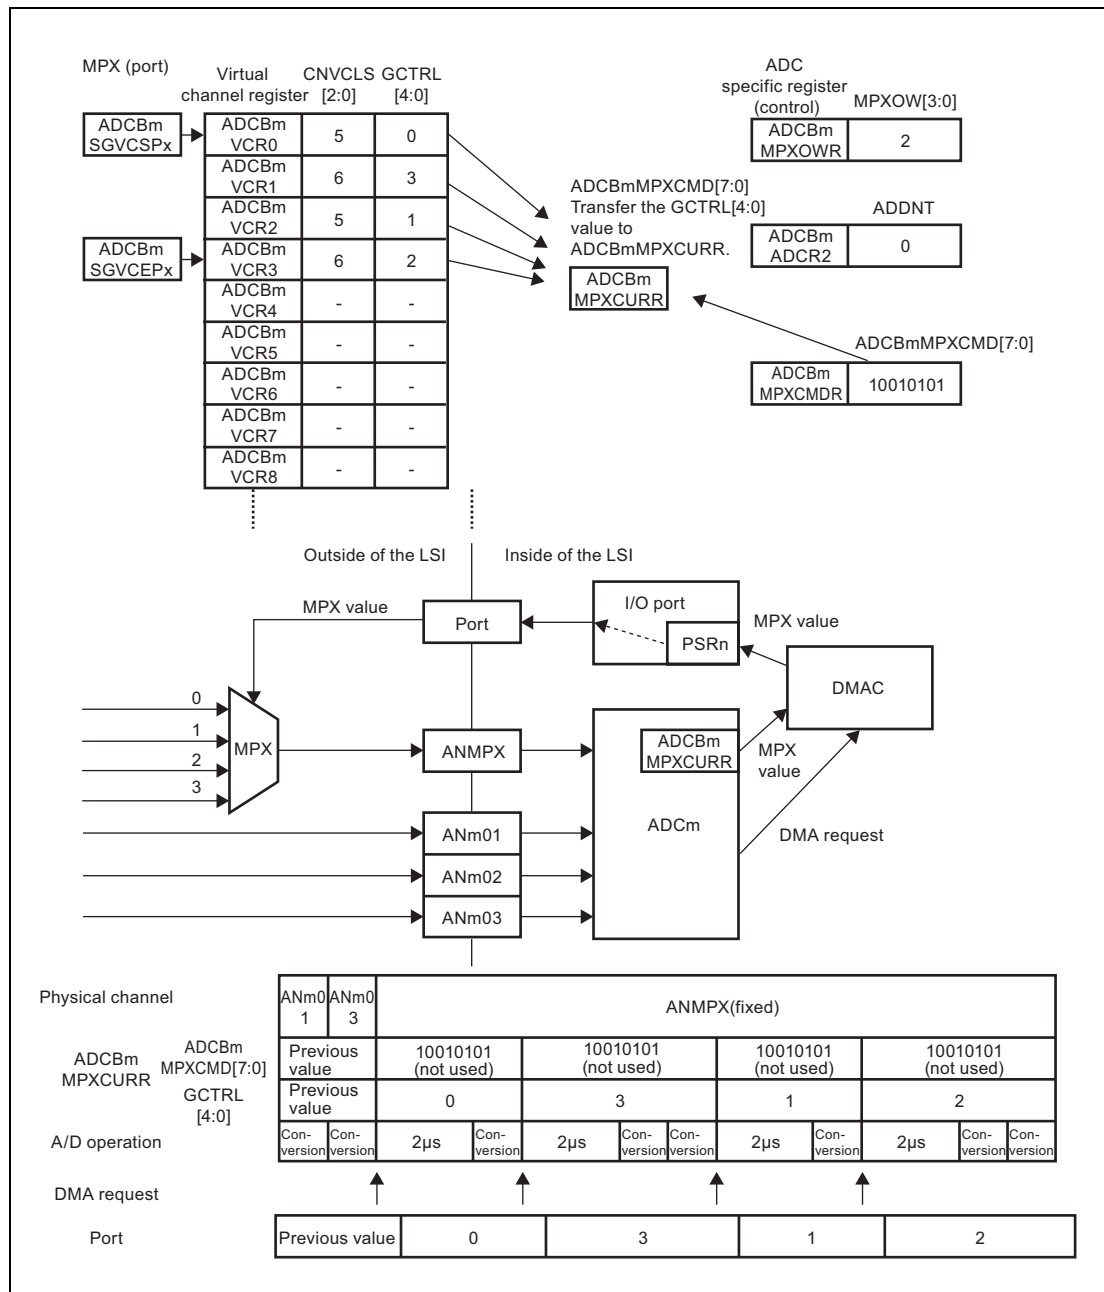 MPX (port)
Virtual channel register
CNVCLS [2:0]
GCTRL [4:0]
ADCBm SGVCSPx
ADCBm SGVCEPx
ADCBm VCR0 5 0
ADCBm VCR1 6 3
ADCBm VCR2 5 1
ADCBm VCR3 6 2
ADCBm VCR4 - -
ADCBm VCR5 - -
ADCBm VCR6 - -
ADCBm VCR7 - -
ADCBm VCR8 - -
ADCBmMPXCMD[7:0]
Transfer the GCTRL[4:0]
value to
ADCBmMPXCURR.
ADCBm
MPXCURR
ADC
specific register
(control)
MPXOW[3:0]
ADCBm MPXOWR 2
ADDNT
ADCBm ADCR2 0
ADCBmMPXCMD[7:0]
ADCBm MPXCMDR 10010101
Outside of the LSI
Inside of the LSI
MPX value
Port
I/O port
PSRn
MPX value
DMAC
0
1
2
3
MPX
ANMPX
ADCBm
MPXCURR
MPX
value
ADCm
DMA request
ANm01
ANm02
ANm03
Physical channel
ANm0 1
ANm0 3
ANMPX(fixed)
ADCBm MPXCURR
ADCBm MPXCMD[7:0]
Previous value
10010101 (not used)
10010101 (not used)
10010101 (not used)
10010101 (not used)
GCTRL [4:0]
Previous value
0
3
1
2
A/D operation
Con-version
Con-version
2µs
Con-version
2µs
Con-version
Con-version
2µs
Con-version
2µs
Con-version
Con-version
DMA request
Port
Previous value
0
3
1
2